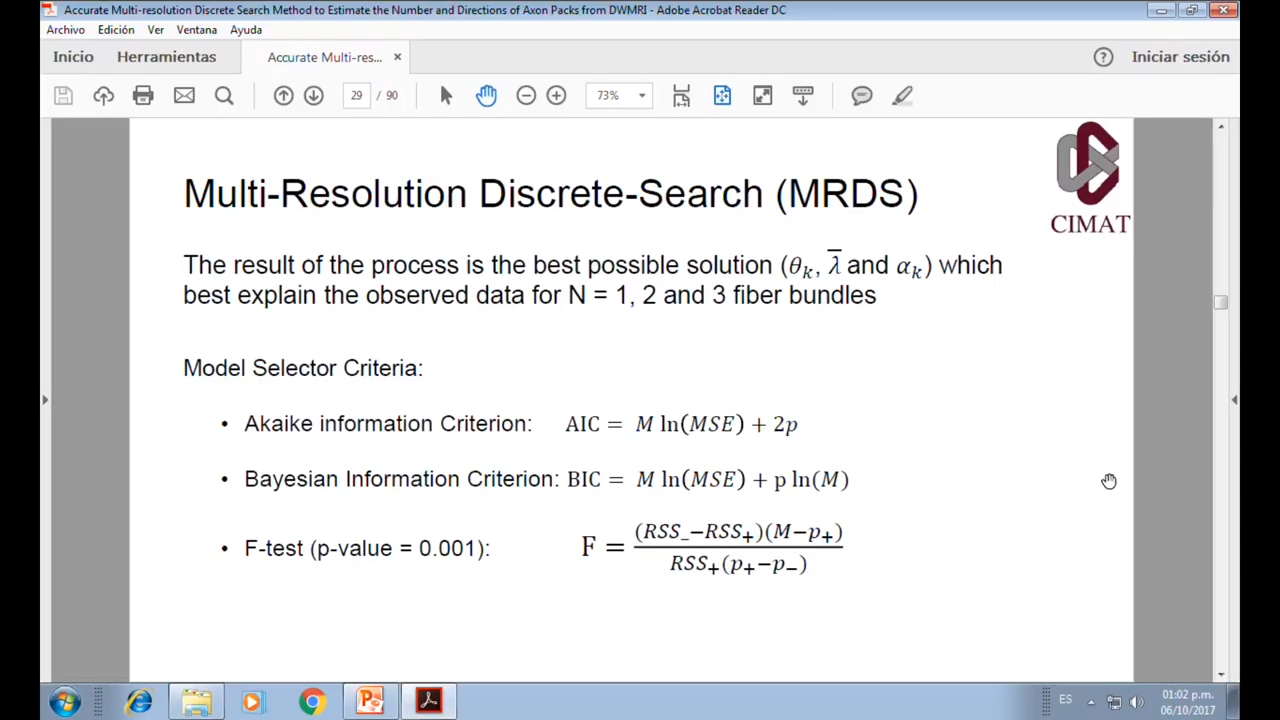 Accurate Multi-resolution Discrete Search Method to Estimate the Number and Directions of Axon Packs from DWMRI - Adobe Acrobat Reader DC
Archivo Edición Ver Ventana Ayuda
Inicio Herramientas Accurate Multi-res... × ? Iniciar sesión
29 / 90 73%
CIMAT
Multi-Resolution Discrete-Search (MRDS)
The result of the process is the best possible solution (θₖ, λ̅ and αₖ) which
best explain the observed data for N = 1, 2 and 3 fiber bundles
Model Selector Criteria:
• Akaike information Criterion: AIC = M ln(MSE) + 2p
• Bayesian Information Criterion: BIC = M ln(MSE) + p ln(M)
• F-test (p-value = 0.001): F = (RSS₋−RSS₊)(M−p₊) / RSS₊(p₊−p₋)
ES 01:02 p.m.
06/10/2017